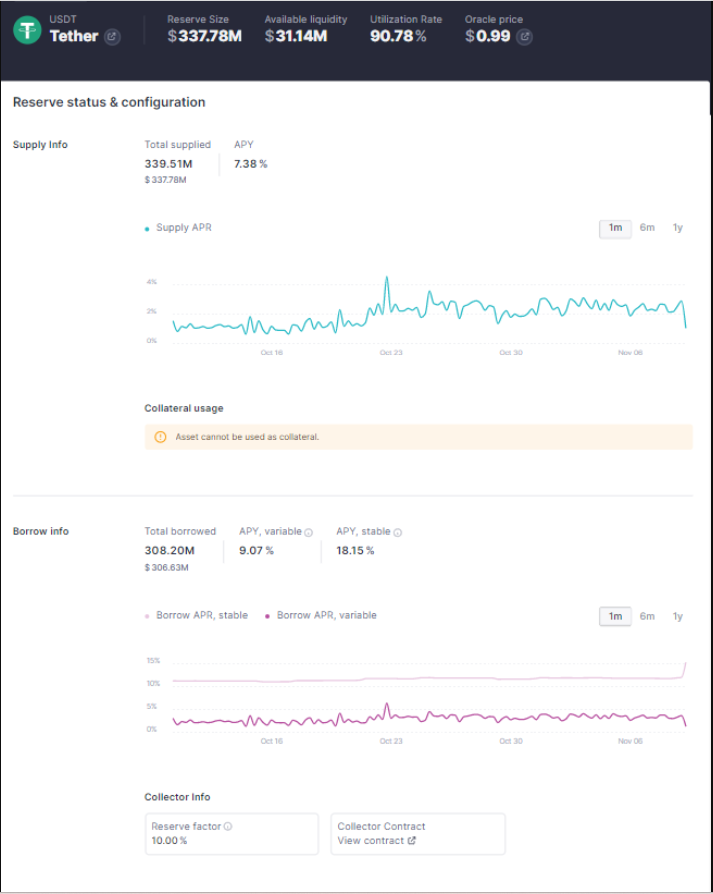 USDT Reserve Size Available liquidity Utilization Rate Oracle price
Tether $337.78M $31.14M 90.78% $0.99
Reserve status & configuration
Supply Info Total supplied APY
339.51M 7.38%
$337.78M
Supply APR 1m 6m 1y
4%
2%
0%
Oct 16 Oct 23 Oct 30 Nov 06
Collateral usage
Asset cannot be used as collateral.
Borrow info Total borrowed APY, variable APY, stable
308.20M 9.07% 18.15%
$306.63M
Borrow APR, stable Borrow APR, variable 1m 6m 1y
15%
10%
5%
0%
Oct 16 Oct 23 Oct 30 Nov 06
Collector Info
Reserve factor Collector Contract
10.00% View contract